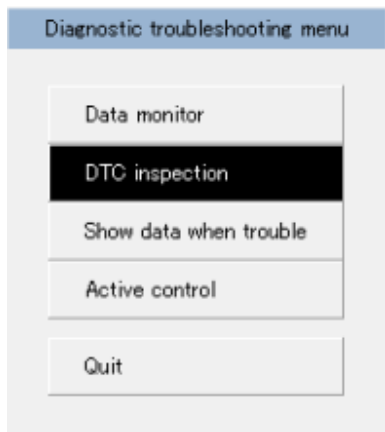 Diagnostic troubleshooting menu
Data monitor
DTC inspection
Show data when trouble
Active control
Quit